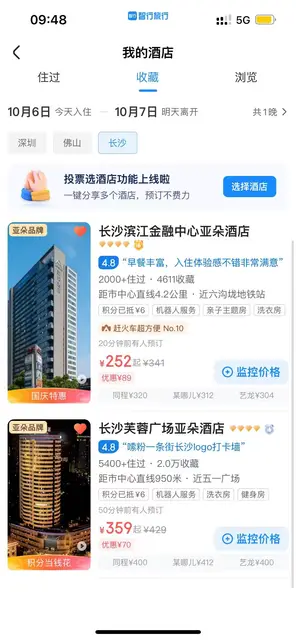 09:48
智行旅行
5G
我的酒店
住过
收藏
浏览
10月6日 今天入住 — 10月7日 明天离开
共1晚
深圳
佛山
长沙
投票选酒店功能上线啦
一键分享多个酒店，预订不费力
选择酒店
亚朵品牌
国庆特惠
长沙滨江金融中心亚朵酒店
4.8 “早餐丰富，入住体验感不错非常满意”
2000+住过 · 4611收藏
距市中心直线4.2公里 · 近六沟垅地铁站
积分已抵¥6
机器人服务
亲子主题房
洗衣房
赶火车超方便 No.10
20分钟前有人预订
¥252起 ¥341
优惠¥89
监控价格
同程¥320
某哪儿¥312
艺龙¥304
亚朵品牌
积分当钱花
长沙芙蓉广场亚朵酒店
4.8 “嗦粉一条街长沙logo打卡墙”
5400+住过 · 2.0万收藏
距市中心直线950米 · 近五一广场
积分已抵¥6
机器人服务
洗衣房
健身房
50分钟前有人预订
¥359起 ¥429
优惠¥70
监控价格
同程¥400
某哪儿¥412
艺龙¥400